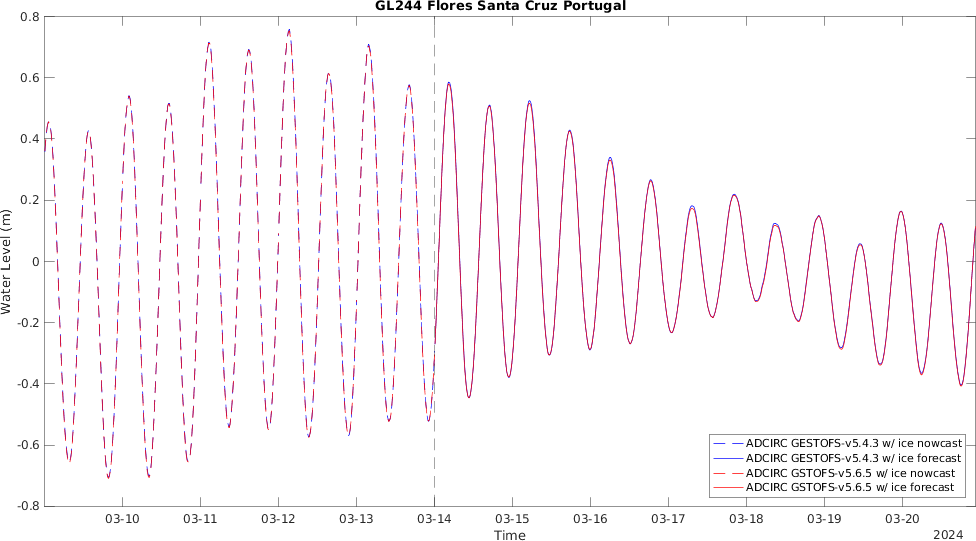 GL244 Flores Santa Cruz Portugal
0.8
0.6
0.4
0.2
0
-0.2
-0.4
-0.6
-0.8
Water Level (m)
ADCIRC GESTOFS-v5.4.3 w/ ice nowcast
ADCIRC GESTOFS-v5.4.3 w/ ice forecast
ADCIRC GSTOFS-v5.6.5 w/ ice nowcast
ADCIRC GSTOFS-v5.6.5 w/ ice forecast
03-10 03-11 03-12 03-13 03-14 03-15 03-16 03-17 03-18 03-19 03-20
Time
2024